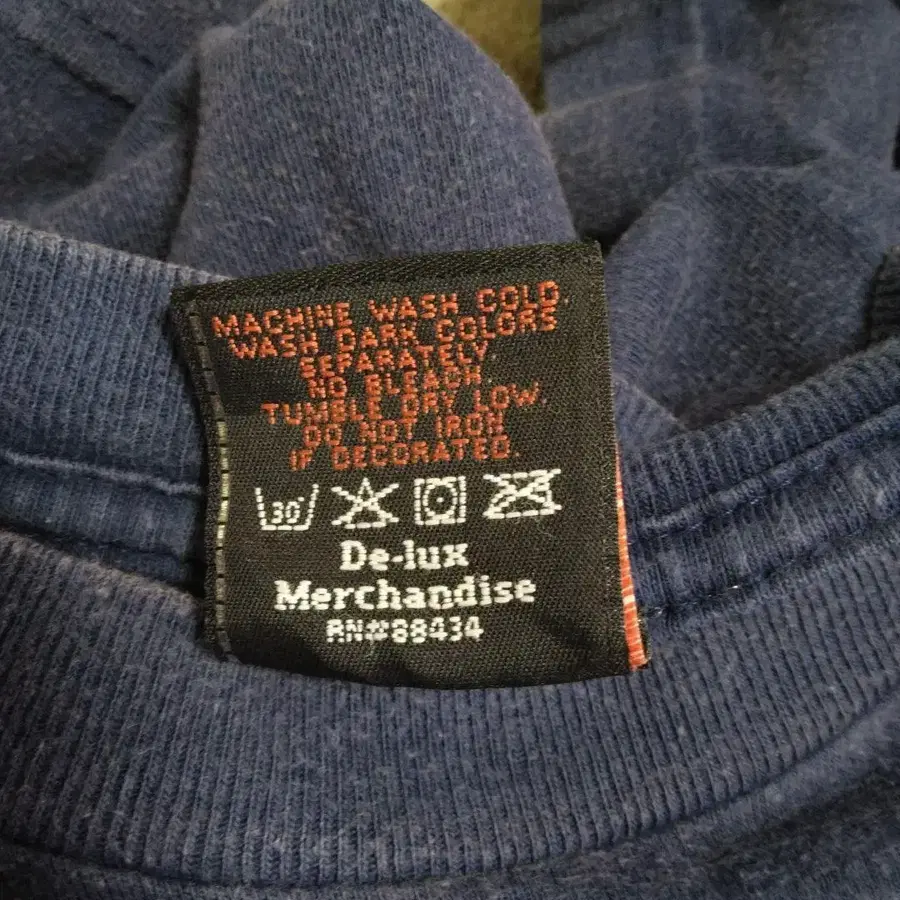 MACHINE WASH COLD.
WASH DARK COLORS
SEPARATELY
NO BLEACH
TUMBLE DRY LOW.
DO NOT IRON
IF DECORATED.
30°
De-lux
Merchandise
RN#88434